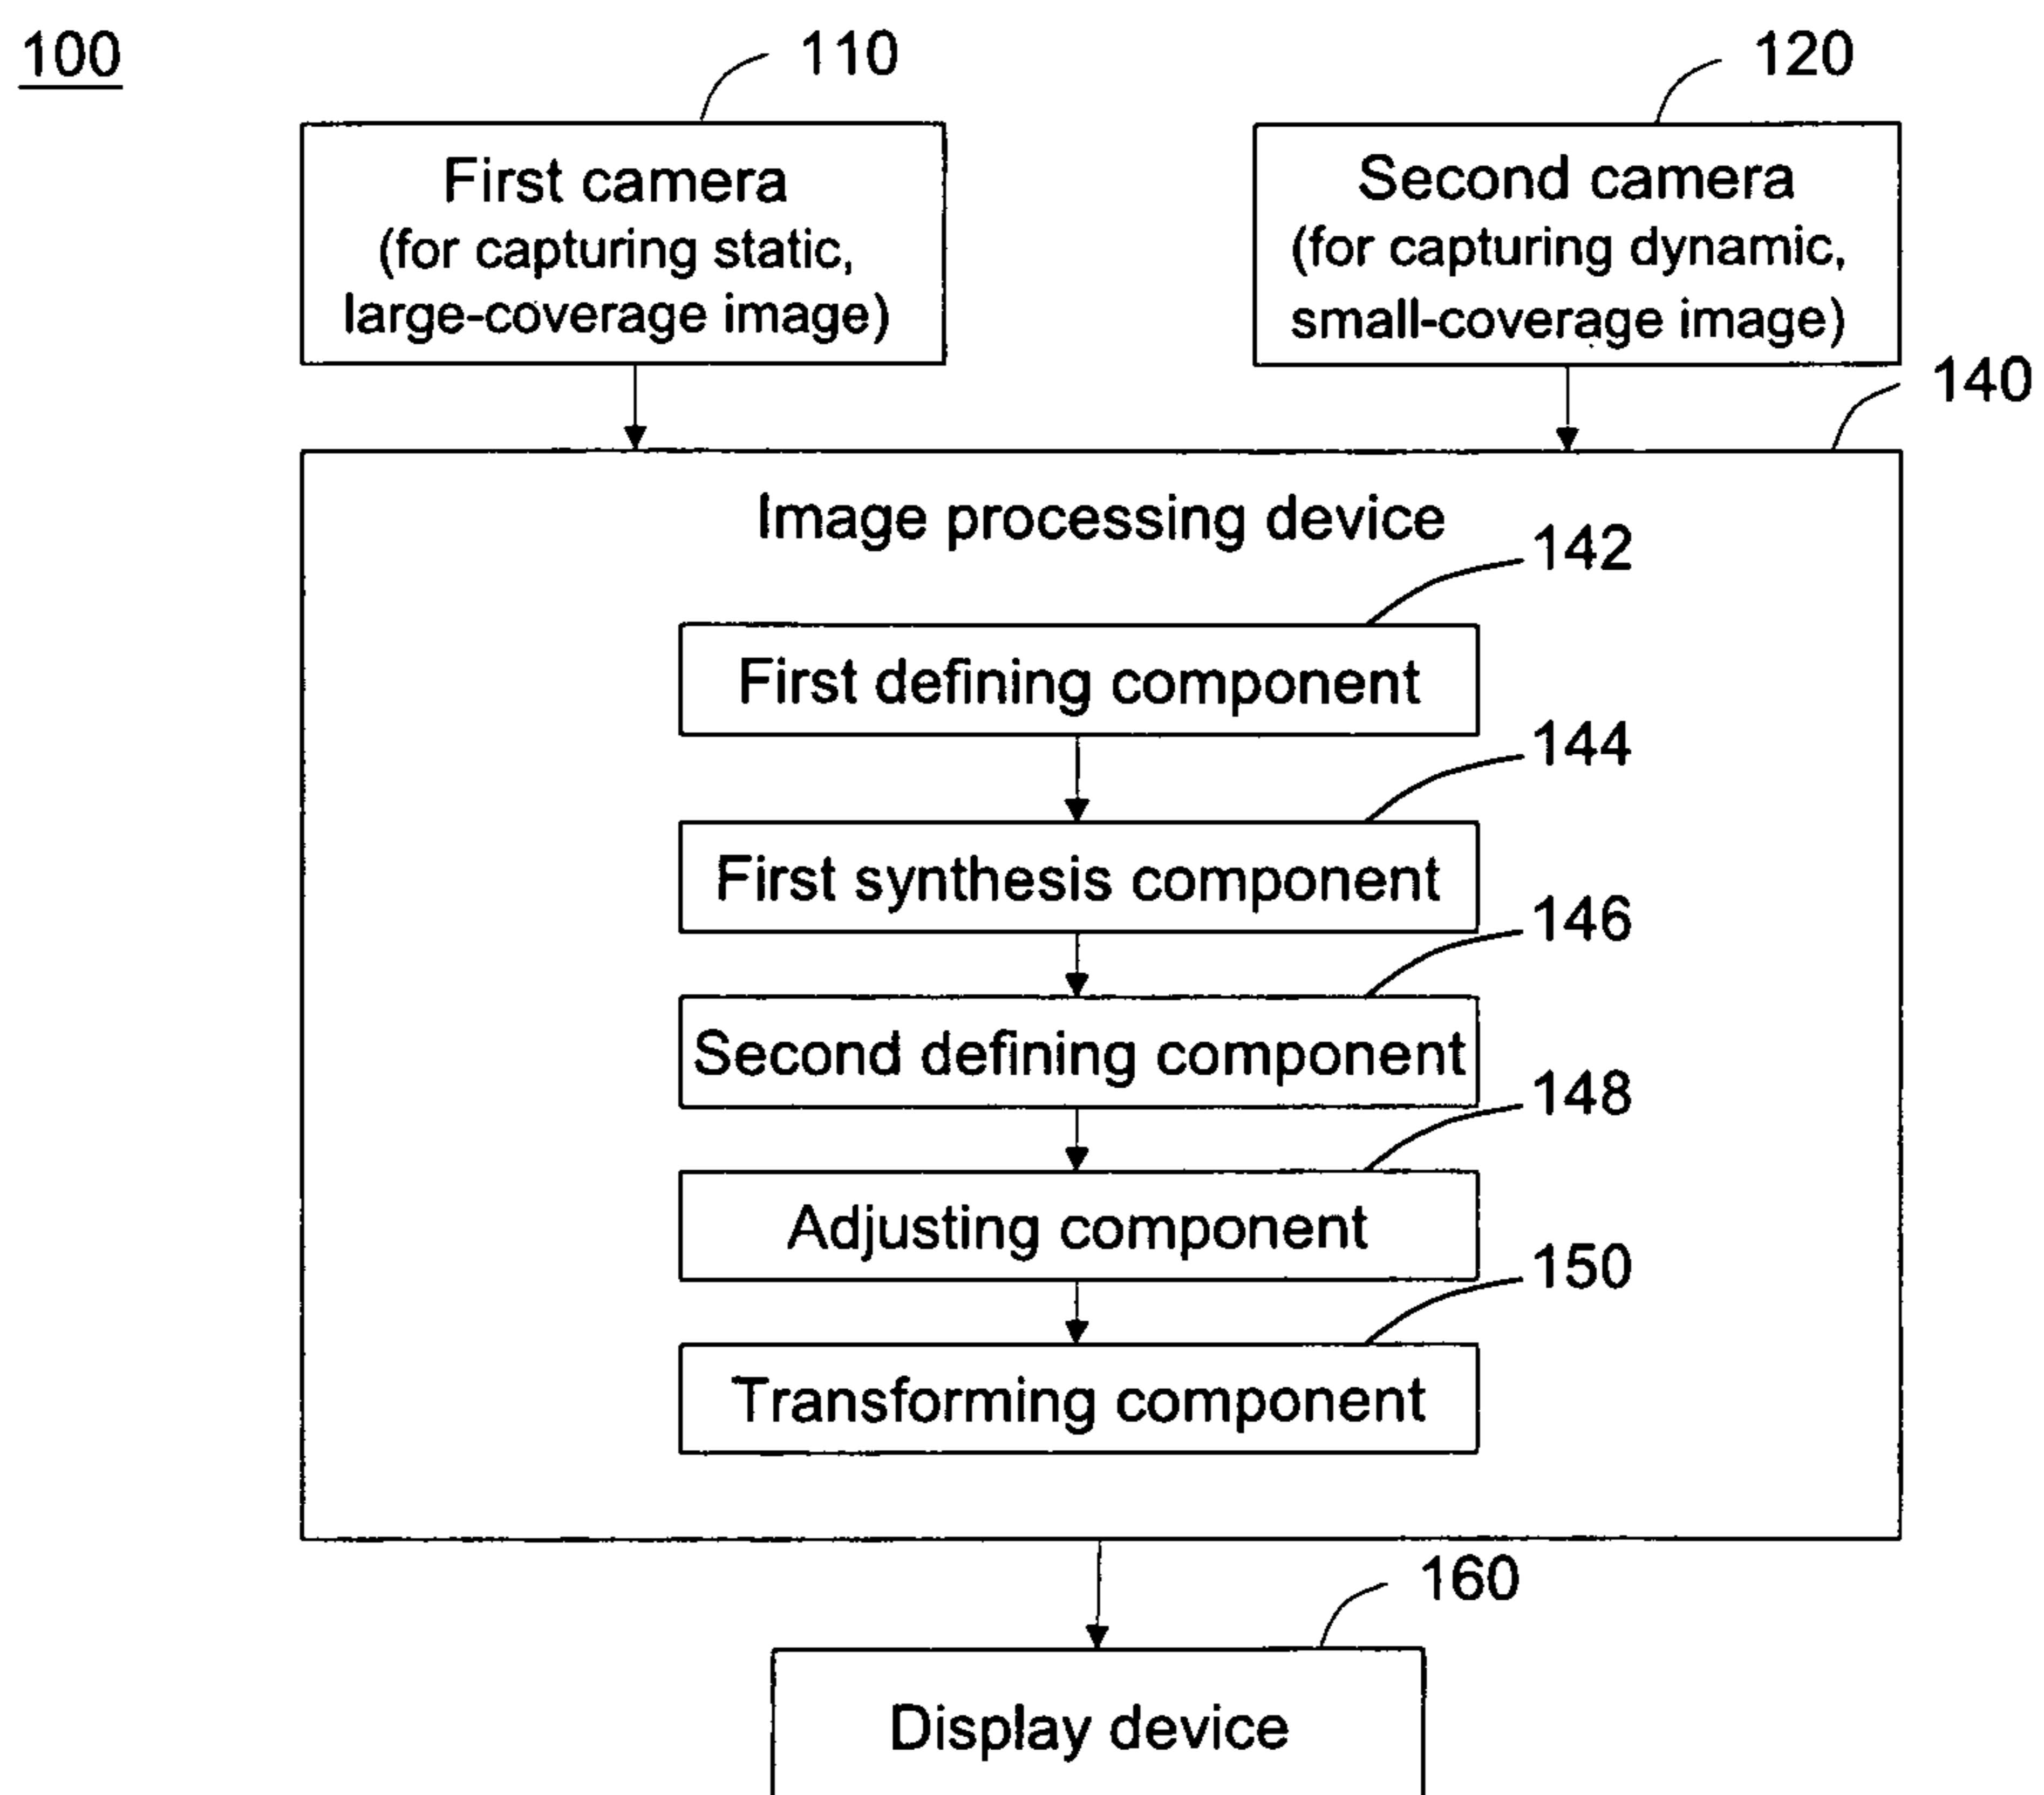 100
110
120
First camera
(for capturing static,
large-coverage image)
Second camera
(for capturing dynamic,
small-coverage image)
140
Image processing device
142
First defining component
144
First synthesis component
146
Second defining component
148
Adjusting component
150
Transforming component
160
Display device